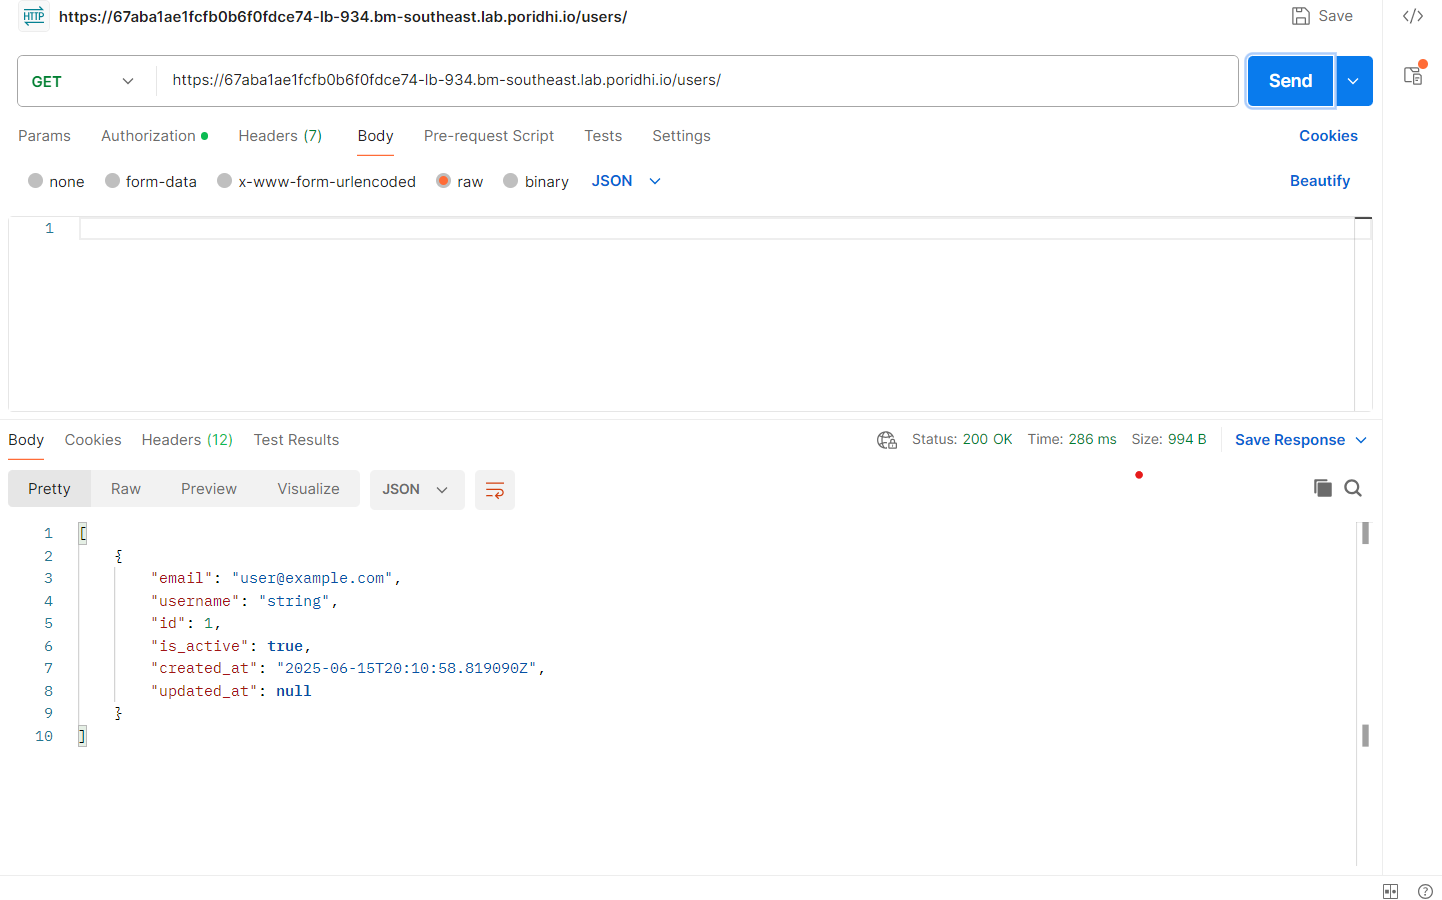 HTTP https://67aba1ae1fcfb0b6f0fdce74-lb-934.bm-southeast.lab.poridhi.io/users/ Save </>
GET https://67aba1ae1fcfb0b6f0fdce74-lb-934.bm-southeast.lab.poridhi.io/users/ Send
Params Authorization Headers (7) Body Pre-request Script Tests Settings Cookies
none form-data x-www-form-urlencoded raw binary JSON Beautify
1
Body Cookies Headers (12) Test Results Status: 200 OK Time: 286 ms Size: 994 B Save Response
Pretty Raw Preview Visualize JSON
1 [
2 {
3 "email": "user@example.com",
4 "username": "string",
5 "id": 1,
6 "is_active": true,
7 "created_at": "2025-06-15T20:10:58.819090Z",
8 "updated_at": null
9 }
10 ]